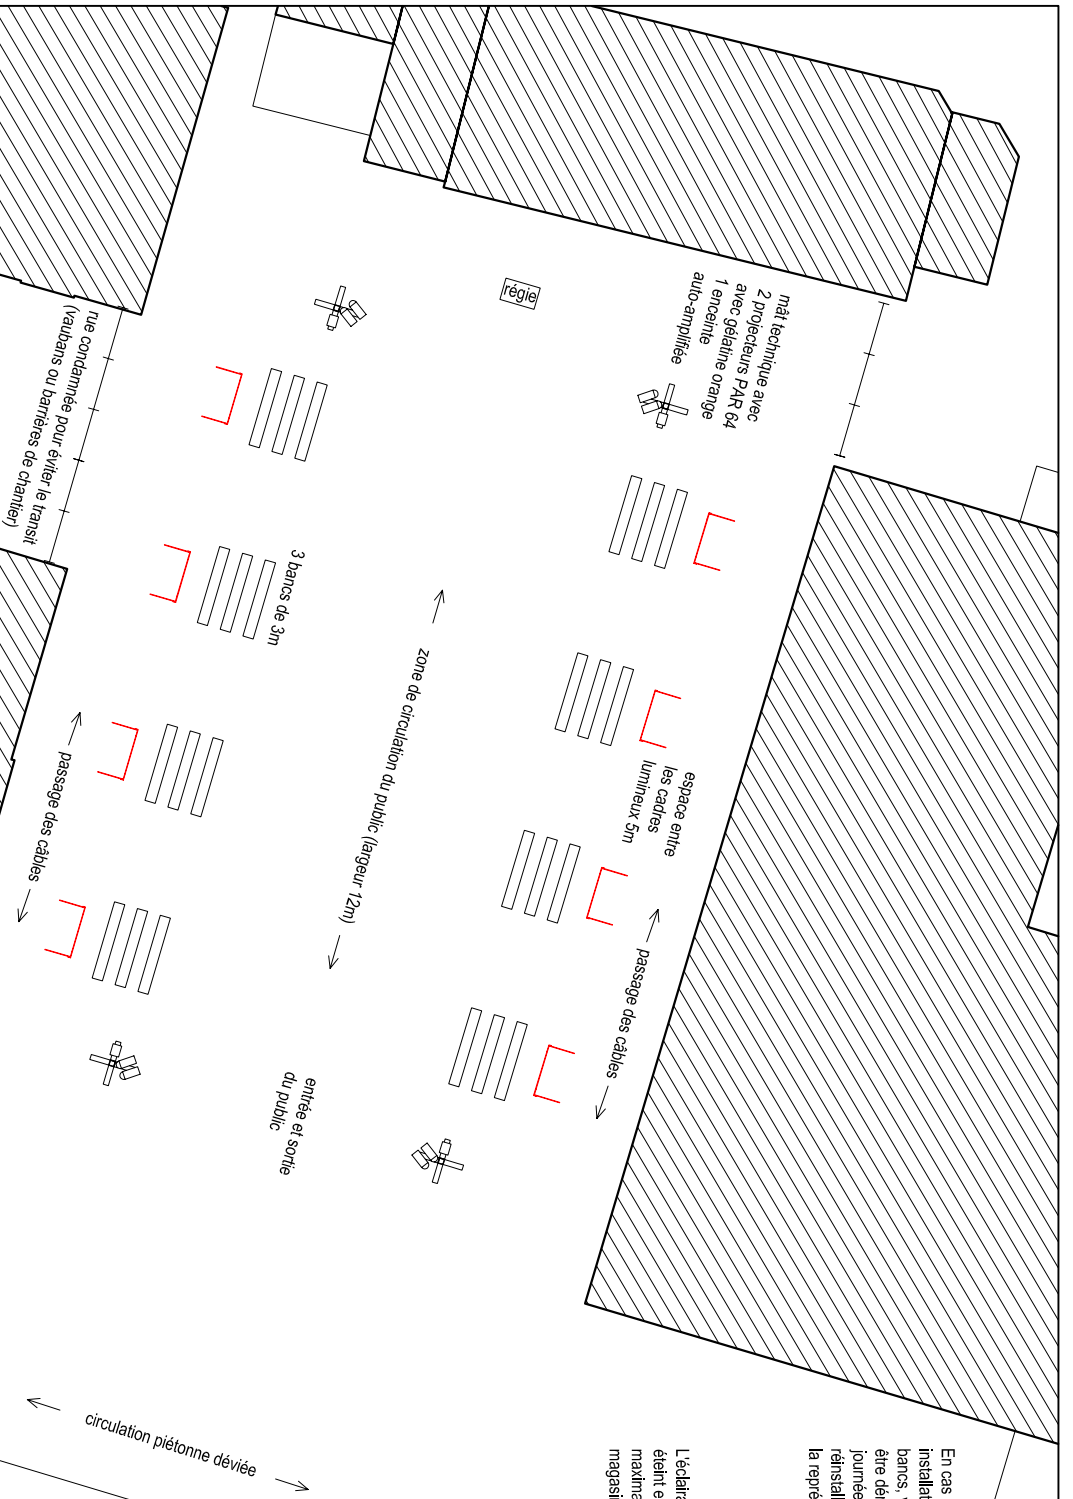 mât technique avec
2 projecteurs PAR 64
avec gélatine orange
1 enceinte
auto-amplifiée
régie
rue condamnée pour éviter le transit
(vaubans ou barrières de chantier)
3 bancs de 3m
zone de circulation du public (largeur 12m)
espace entre
les cadres
lumineux 5m
passage des câbles
passage des câbles
entrée et sortie
du public
circulation piétonne déviée
En cas
installat
bancs,
être dér
journée
réinstall
la repré
L'éclaira
éteint e
maxima
magasin